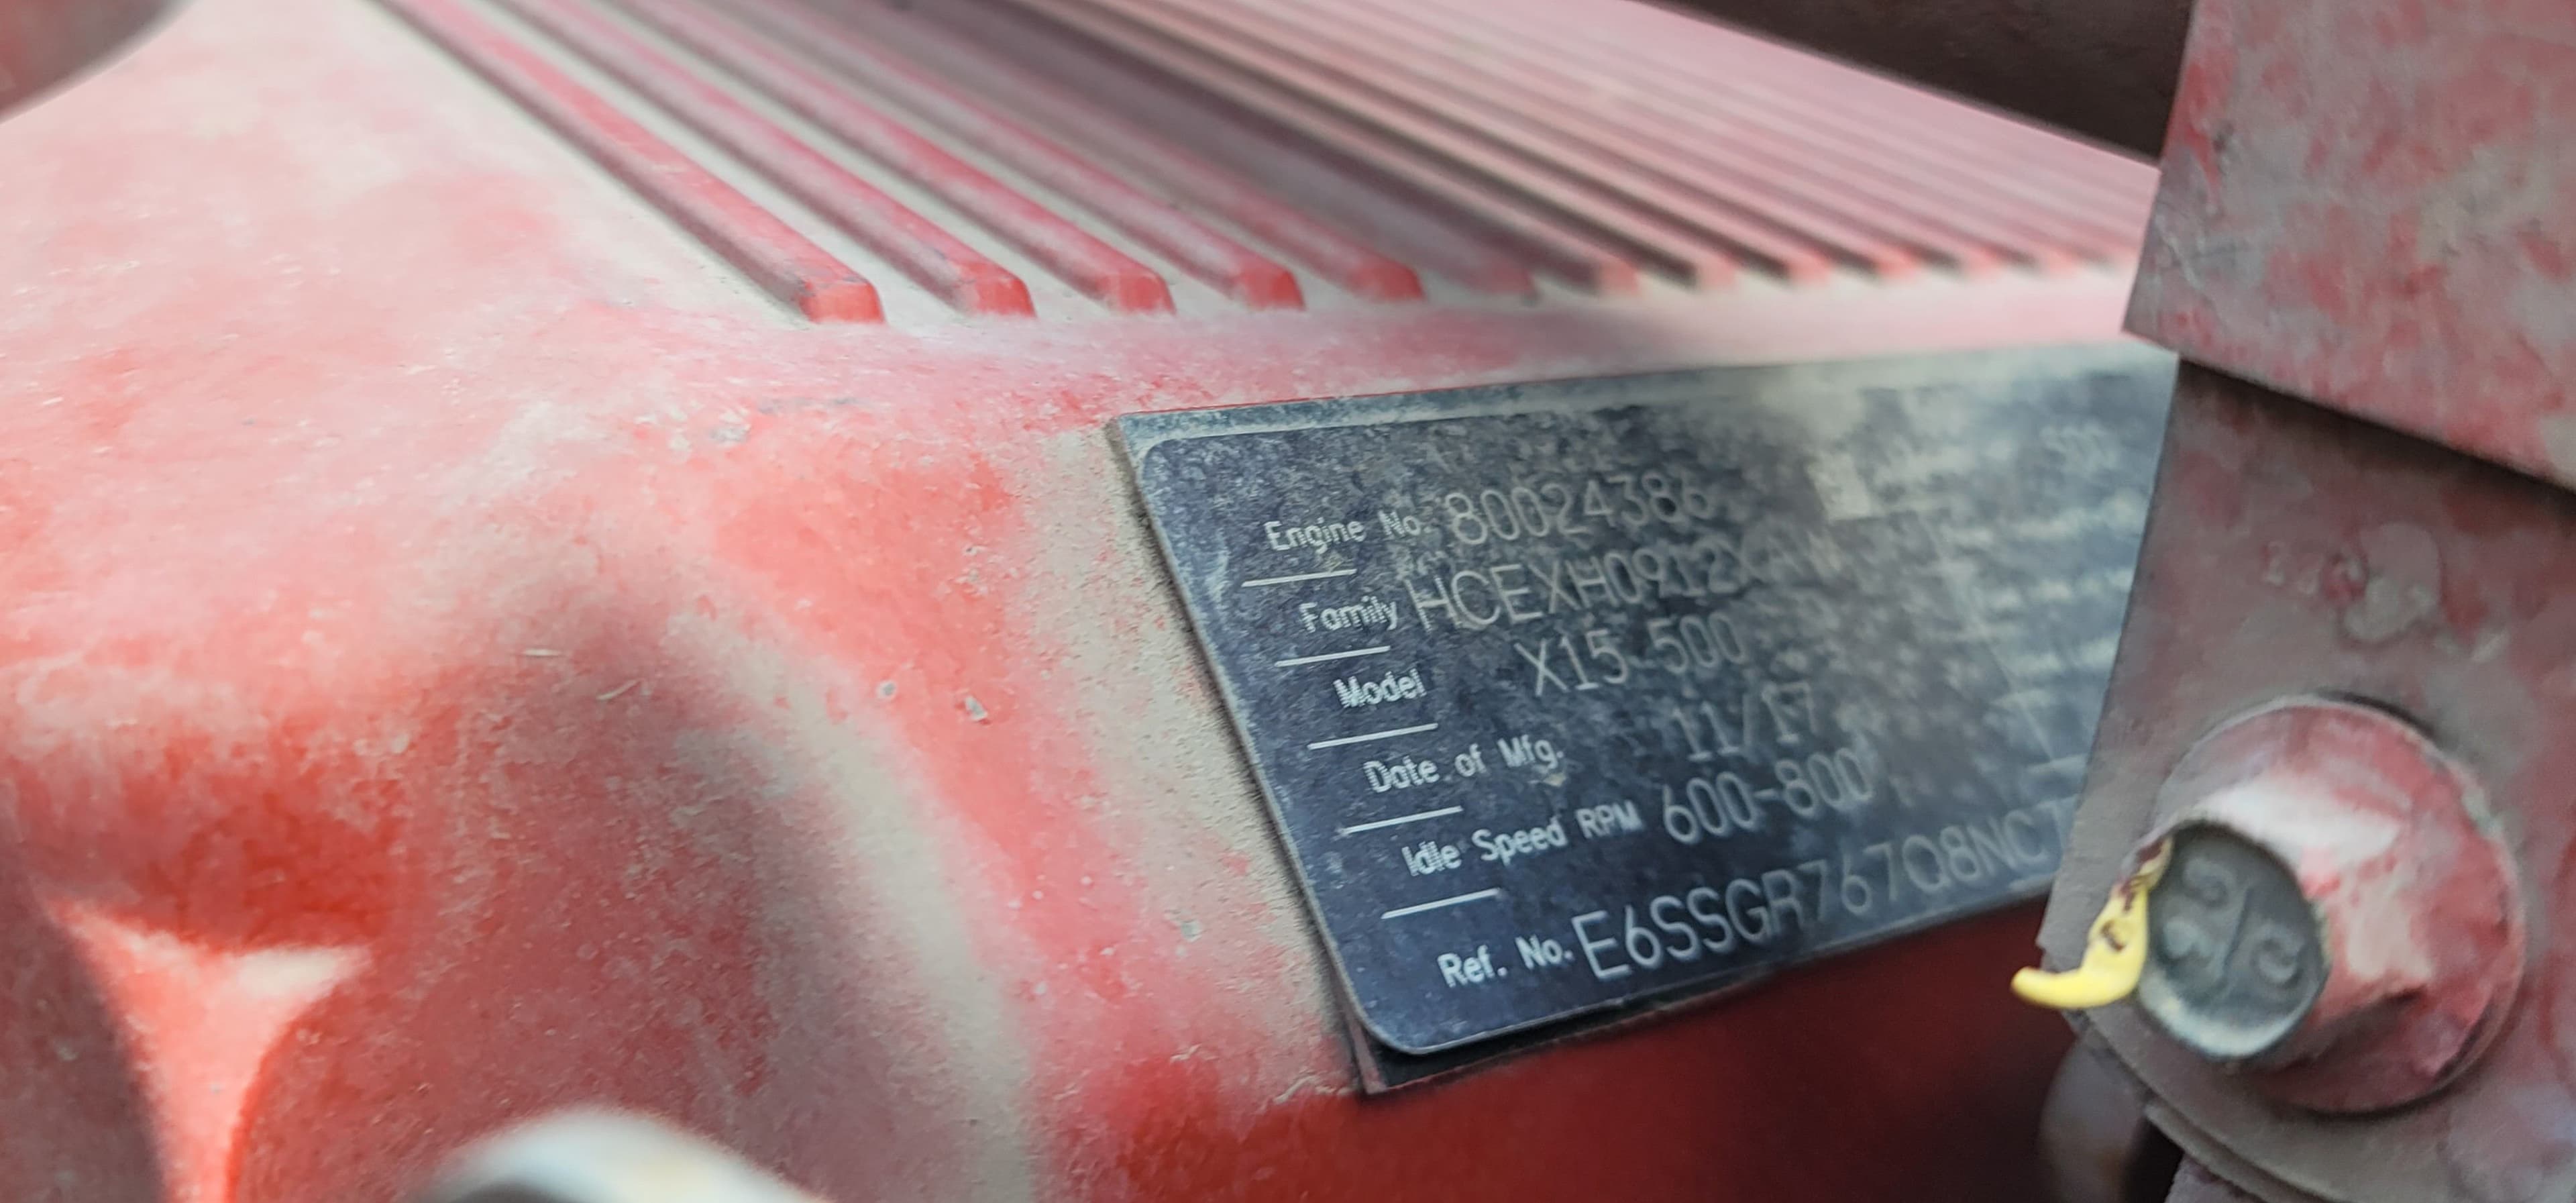 Engine No. 80024386
Family HCEXH0912XAW
Model X15 500
Date of Mfg. 11/17
Idle Speed RPM 600-800
Ref. No. E6SSGR767Q8NCT